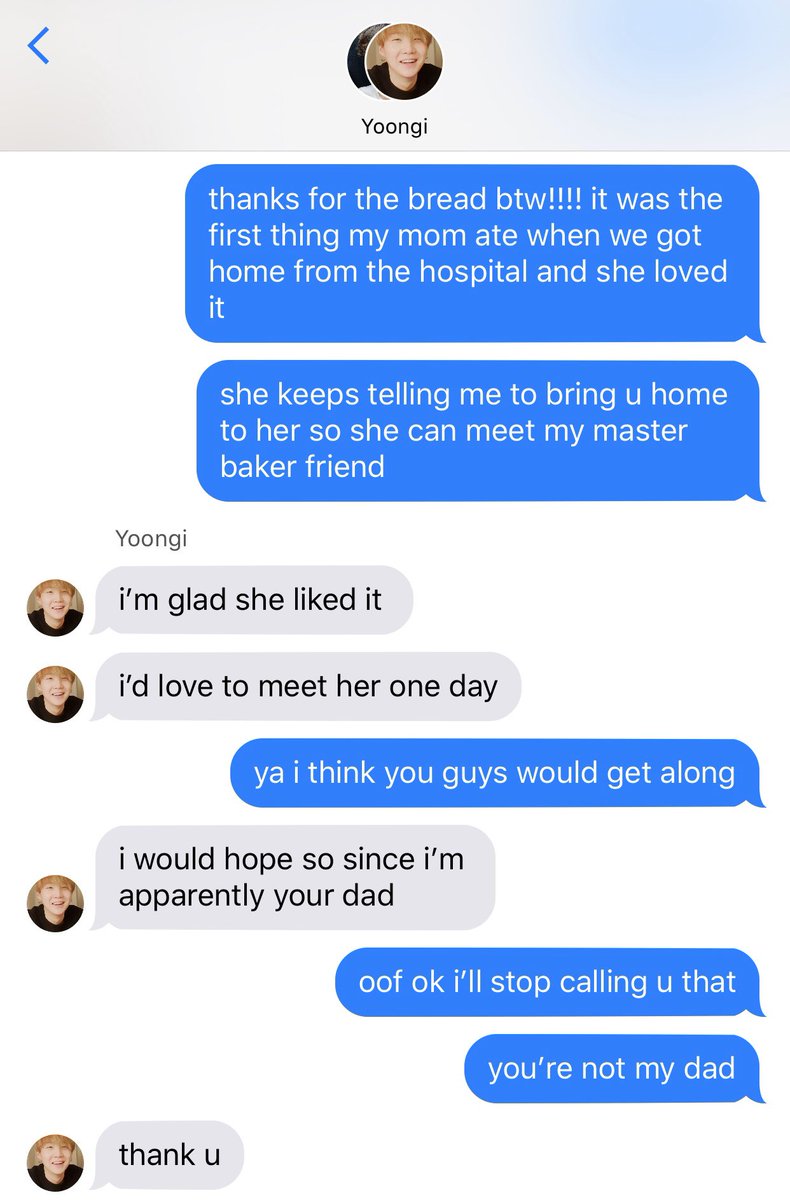 Yoongi
thanks for the bread btw!!!! it was the
first thing my mom ate when we got
home from the hospital and she loved
it
she keeps telling me to bring u home
to her so she can meet my master
baker friend
Yoongi
i’m glad she liked it
i’d love to meet her one day
ya i think you guys would get along
i would hope so since i’m
apparently your dad
oof ok i’ll stop calling u that
you’re not my dad
thank u